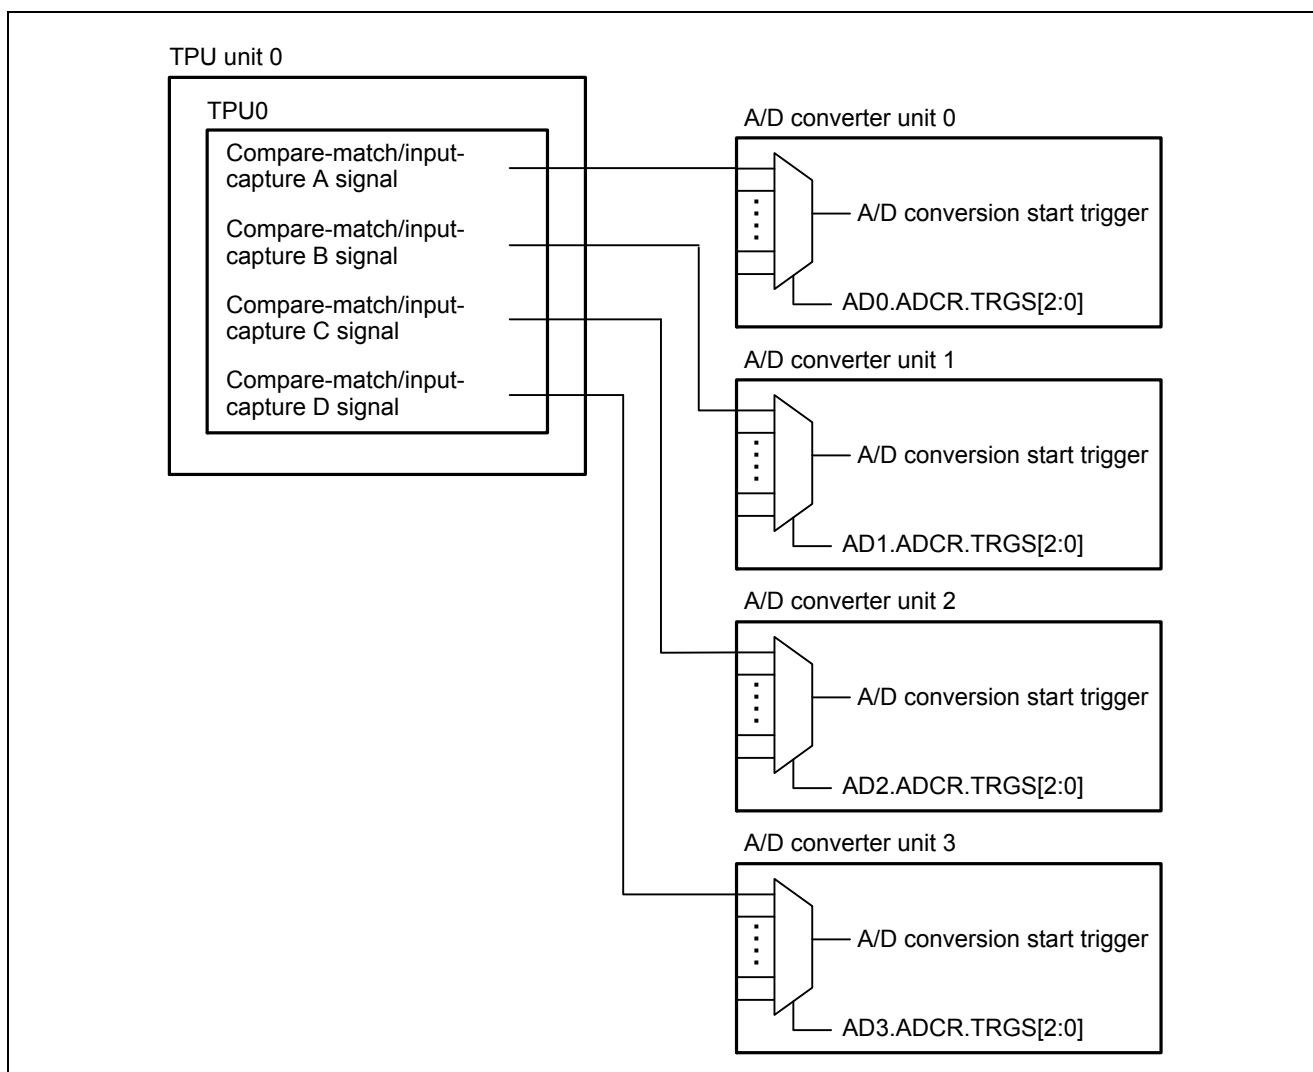 TPU unit 0
TPU0
Compare-match/input-
capture A signal
Compare-match/input-
capture B signal
Compare-match/input-
capture C signal
Compare-match/input-
capture D signal
A/D converter unit 0
A/D conversion start trigger
AD0.ADCR.TRGS[2:0]
A/D converter unit 1
A/D conversion start trigger
AD1.ADCR.TRGS[2:0]
A/D converter unit 2
A/D conversion start trigger
AD2.ADCR.TRGS[2:0]
A/D converter unit 3
A/D conversion start trigger
AD3.ADCR.TRGS[2:0]